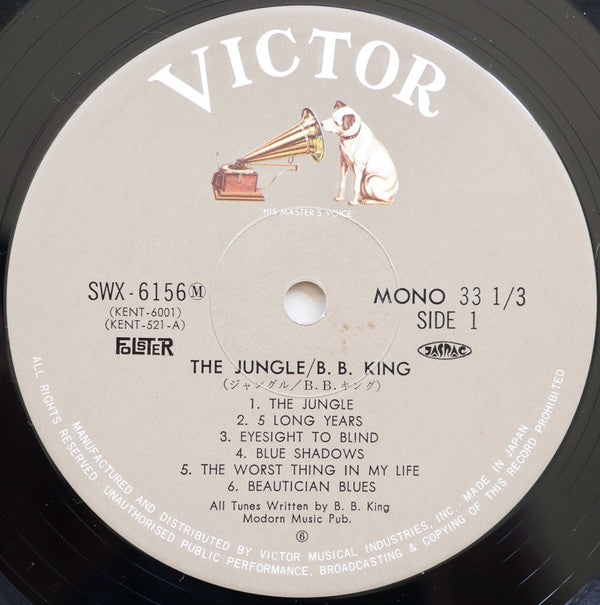 VICTOR
HIS MASTER'S VOICE
SWX-6156 Ⓜ
(KENT-6001)
(KENT-521-A)
FOLSTER
MONO 33 1/3
SIDE 1
JASRAC
THE JUNGLE/B. B. KING
(ジャングル/B. B. キング)
1. THE JUNGLE
2. 5 LONG YEARS
3. EYESIGHT TO BLIND
4. BLUE SHADOWS
5. THE WORST THING IN MY LIFE
6. BEAUTICIAN BLUES
All Tunes Written by B. B. King
Modern Music Pub.
⑥
MANUFACTURED AND DISTRIBUTED BY VICTOR MUSICAL INDUSTRIES, INC., MADE IN JAPAN
ALL RIGHTS RESERVED. UNAUTHORISED PUBLIC PERFORMANCE, BROADCASTING & COPYING OF THIS RECORD PROHIBITED